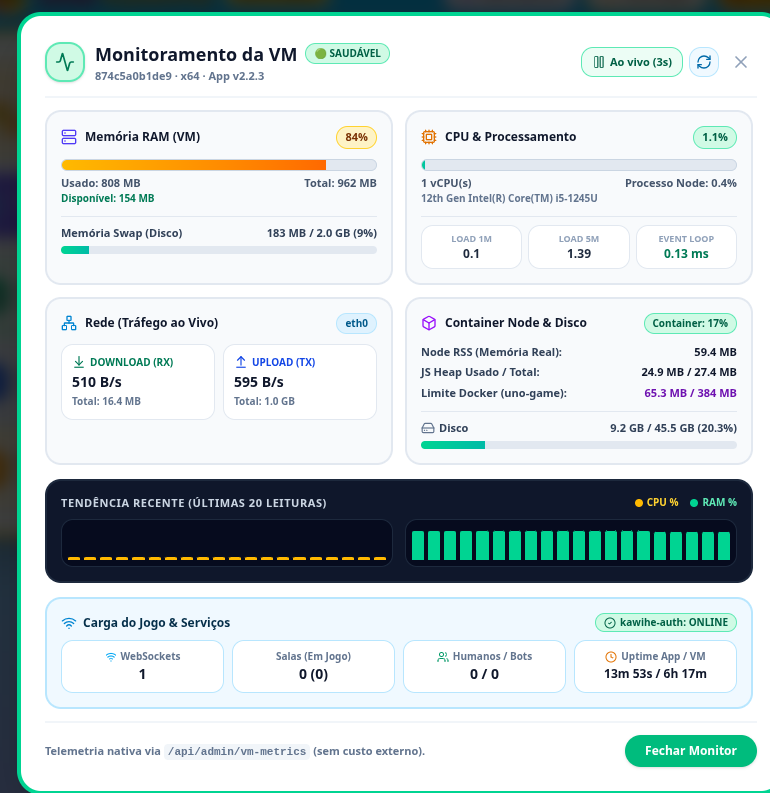 Monitoramento da VM
SAUDÁVEL
874c5a0b1de9 · x64 · App v2.2.3
Ao vivo (3s)
Memória RAM (VM)
84%
Usado: 808 MB
Total: 962 MB
Disponível: 154 MB
Memória Swap (Disco)
183 MB / 2.0 GB (9%)
CPU & Processamento
1.1%
1 vCPU(s)
Processo Node: 0.4%
12th Gen Intel(R) Core(TM) i5-1245U
LOAD 1M
0.1
LOAD 5M
1.39
EVENT LOOP
0.13 ms
Rede (Tráfego ao Vivo)
eth0
DOWNLOAD (RX)
510 B/s
Total: 16.4 MB
UPLOAD (TX)
595 B/s
Total: 1.0 GB
Container Node & Disco
Container: 17%
Node RSS (Memória Real):
59.4 MB
JS Heap Usado / Total:
24.9 MB / 27.4 MB
Limite Docker (uno-game):
65.3 MB / 384 MB
Disco
9.2 GB / 45.5 GB (20.3%)
TENDÊNCIA RECENTE (ÚLTIMAS 20 LEITURAS)
CPU %
RAM %
Carga do Jogo & Serviços
kawihe-auth: ONLINE
WebSockets
1
Salas (Em Jogo)
0 (0)
Humanos / Bots
0 / 0
Uptime App / VM
13m 53s / 6h 17m
Telemetria nativa via /api/admin/vm-metrics (sem custo externo).
Fechar Monitor